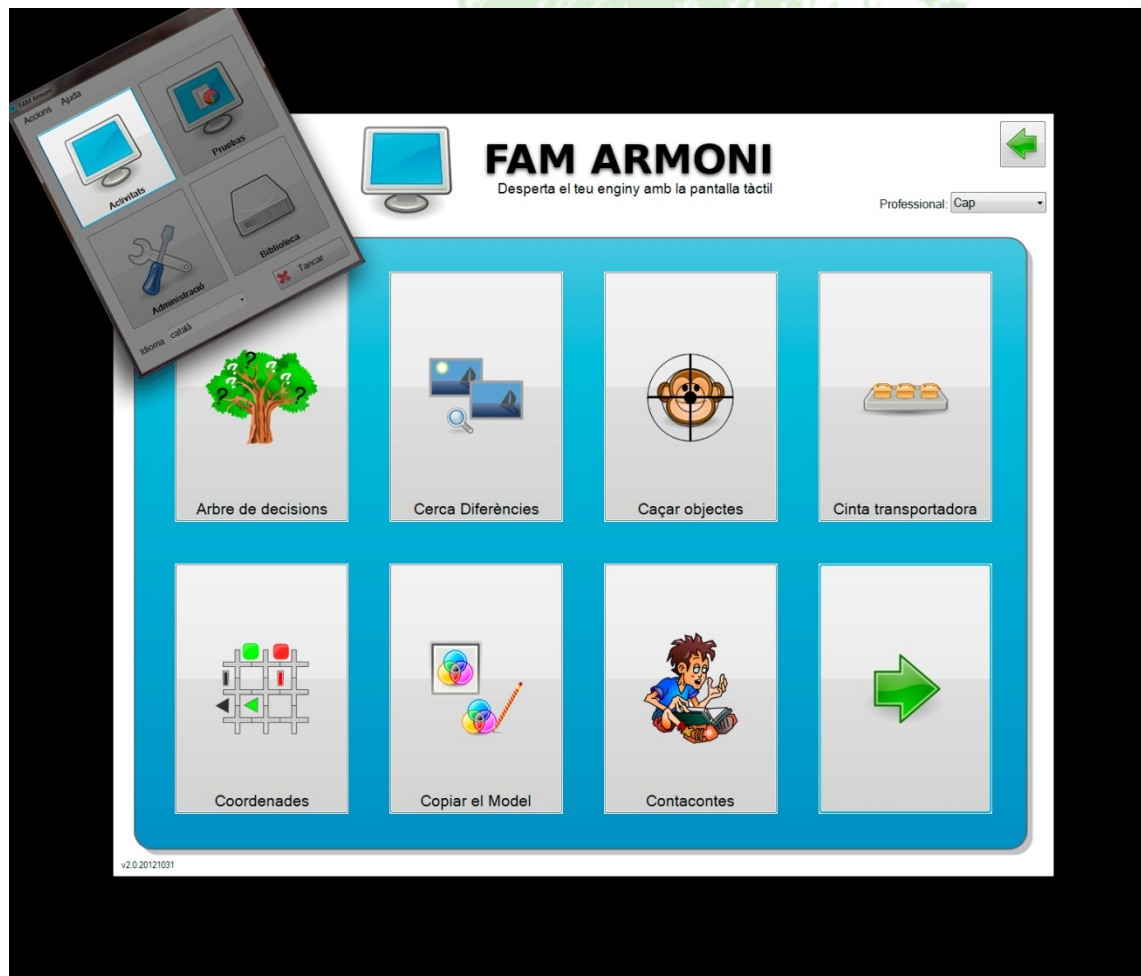 FAM Armoni
Accions Ajuda
Activitats
Pruebas
Administració
Biblioteca
Tancar
Idioma català
FAM ARMONI
Desperta el teu enginy amb la pantalla tàctil
Professional: Cap
Arbre de decisions
Cerca Diferències
Caçar objectes
Cinta transportadora
Coordenades
Copiar el Model
Contacontes
v2.0.20121031